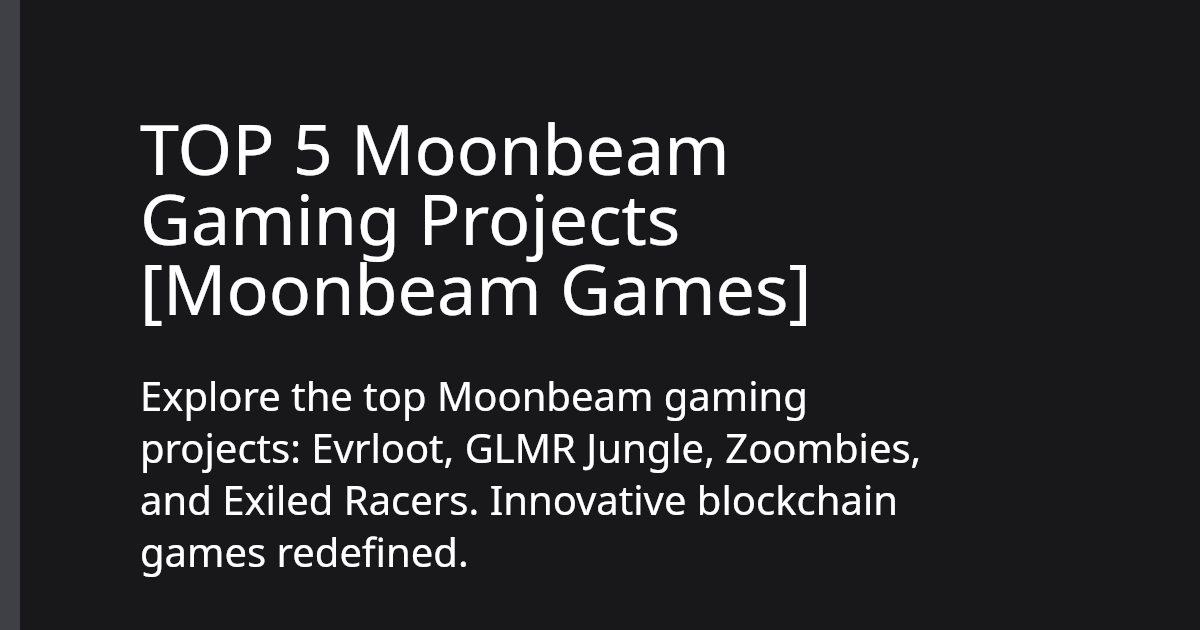 TOP 5 Moonbeam
Gaming Projects
[Moonbeam Games]
Explore the top Moonbeam gaming
projects: Evrloot, GLMR Jungle, Zoombies,
and Exiled Racers. Innovative blockchain
games redefined.